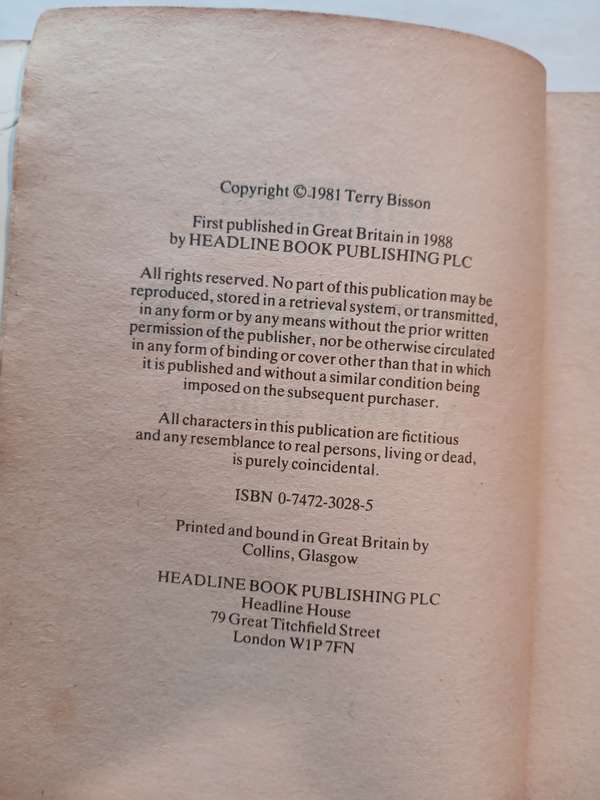 Copyright © 1981 Terry Bisson
First published in Great Britain in 1988
by HEADLINE BOOK PUBLISHING PLC
All rights reserved. No part of this publication may be
reproduced, stored in a retrieval system, or transmitted,
in any form or by any means without the prior written
permission of the publisher, nor be otherwise circulated
in any form of binding or cover other than that in which
it is published and without a similar condition being
imposed on the subsequent purchaser.
All characters in this publication are fictitious
and any resemblance to real persons, living or dead,
is purely coincidental.
ISBN 0-7472-3028-5
Printed and bound in Great Britain by
Collins, Glasgow
HEADLINE BOOK PUBLISHING PLC
Headline House
79 Great Titchfield Street
London W1P 7FN